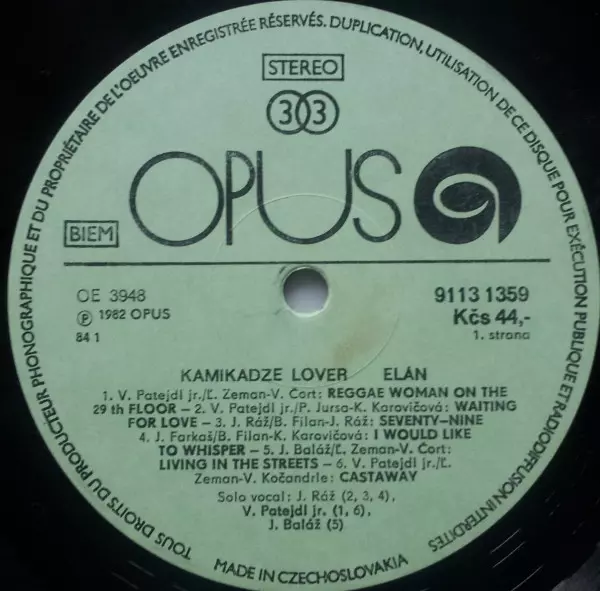 TOUS DROITS DU PRODUCTEUR PHONOGRAPHIQUE ET DU PROPRIÉTAIRE DE L'OEUVRE ENREGISTRÉE RÉSERVÉS. DUPLICATION, UTILISATION DE CE DISQUE POUR EXÉCUTION PUBLIQUE ET RADIODIFFUSION INTERDITES
STEREO
33
OPUS
BIEM
OE 3948
℗ 1982 OPUS
84 1
9113 1359
Kčs 44,-
1. strana
KAMIKADZE LOVER ELÁN
1. V. Patejdl jr./Ľ. Zeman-V. Čort: REGGAE WOMAN ON THE
29 th FLOOR – 2. V. Patejdl jr./P. Jursa-K. Karovičová: WAITING
FOR LOVE – 3. J. Ráž/B. Filan-J. Ráž: SEVENTY-NINE
4. J. Farkaš/B. Filan-K. Karovičová: I WOULD LIKE
TO WHISPER – 5. J. Baláž/Ľ. Zeman-V. Čort:
LIVING IN THE STREETS – 6. V. Patejdl jr./Ľ.
Zeman-V. Kočandrle: CASTAWAY
Solo vocal: J. Ráž (2, 3, 4),
V. Patejdl jr. (1, 6),
J. Baláž (5)
MADE IN CZECHOSLOVAKIA